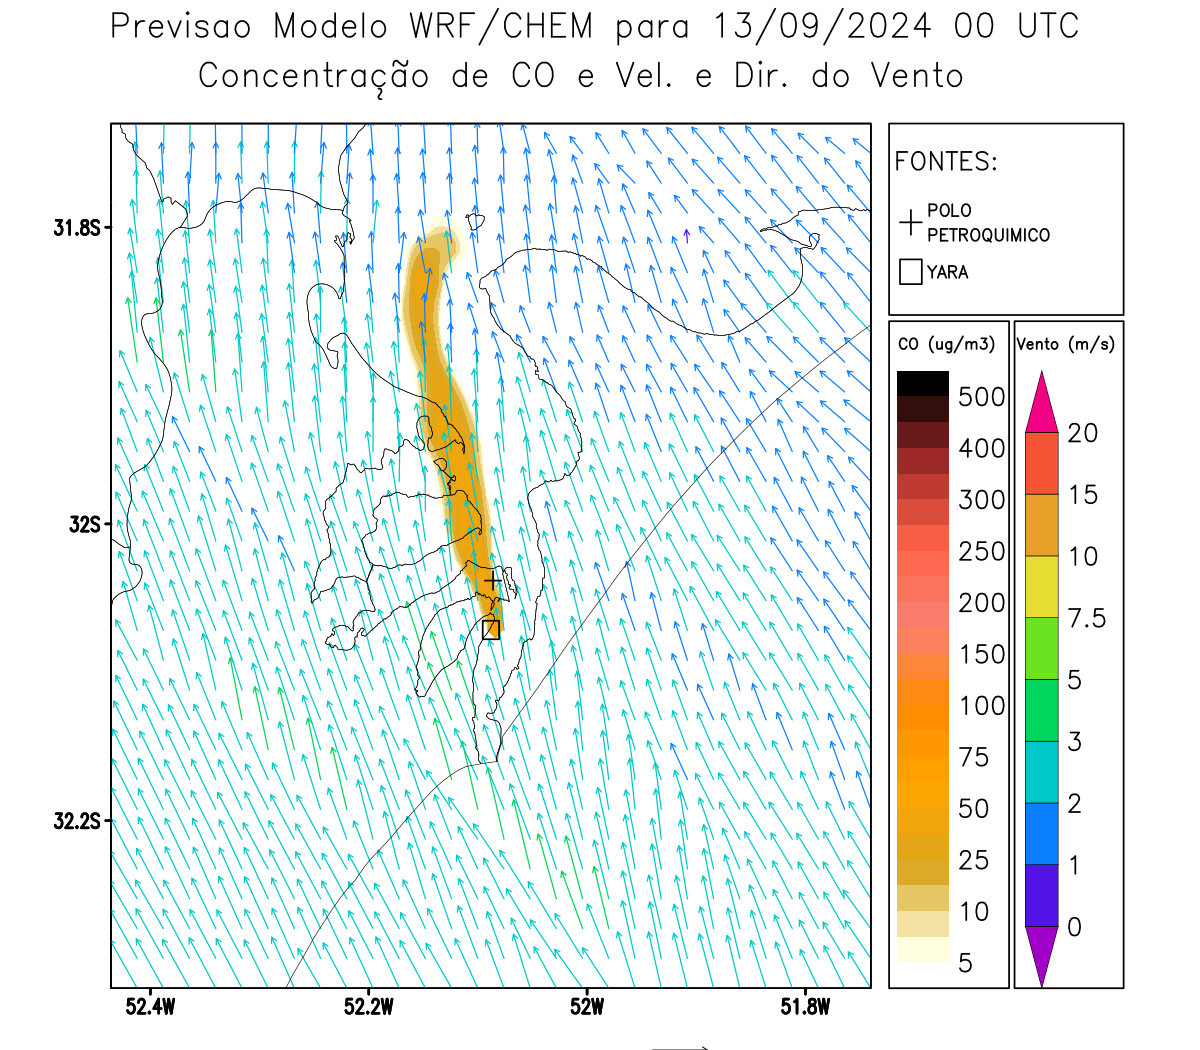 Previsao Modelo WRF/CHEM para 13/09/2024 00 UTC
Concentração de CO e Vel. e Dir. do Vento
FONTES:
POLO
PETROQUIMICO
YARA
CO (ug/m3)
500
400
300
250
200
150
100
75
50
25
10
5
Vento (m/s)
20
15
10
7.5
5
3
2
1
0
31.8S
32S
32.2S
52.4W
52.2W
52W
51.8W